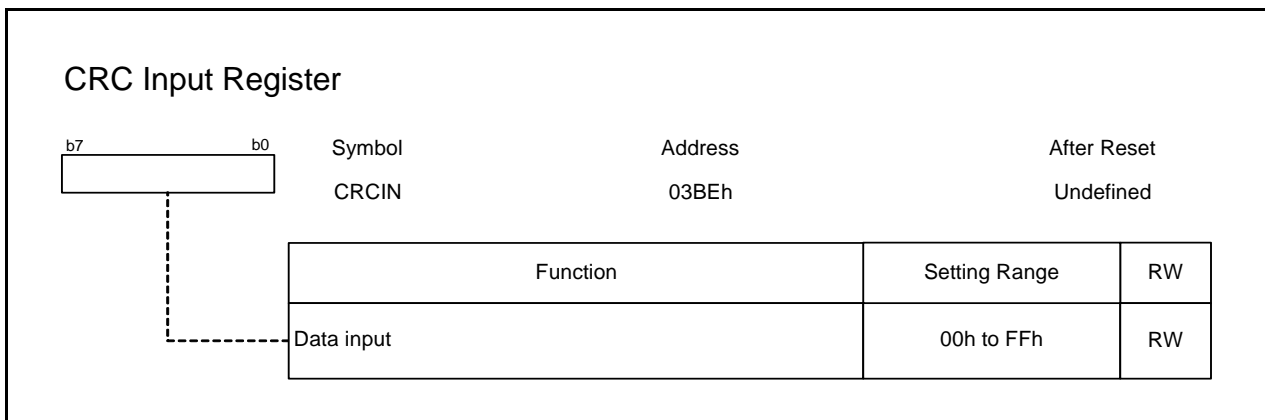 CRC Input Register
b7 b0 Symbol Address After Reset
CRCIN 03BEh Undefined
Function Setting Range RW
Data input 00h to FFh RW